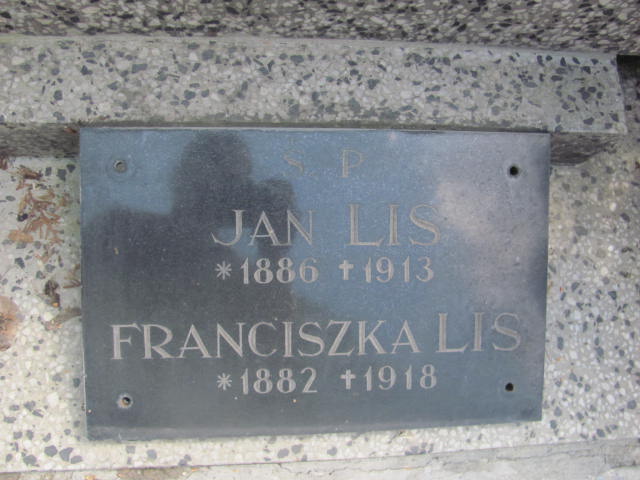 Ś. P.
JAN LIS
*1886 ✝1913
FRANCISZKA LIS
*1882 ✝1918